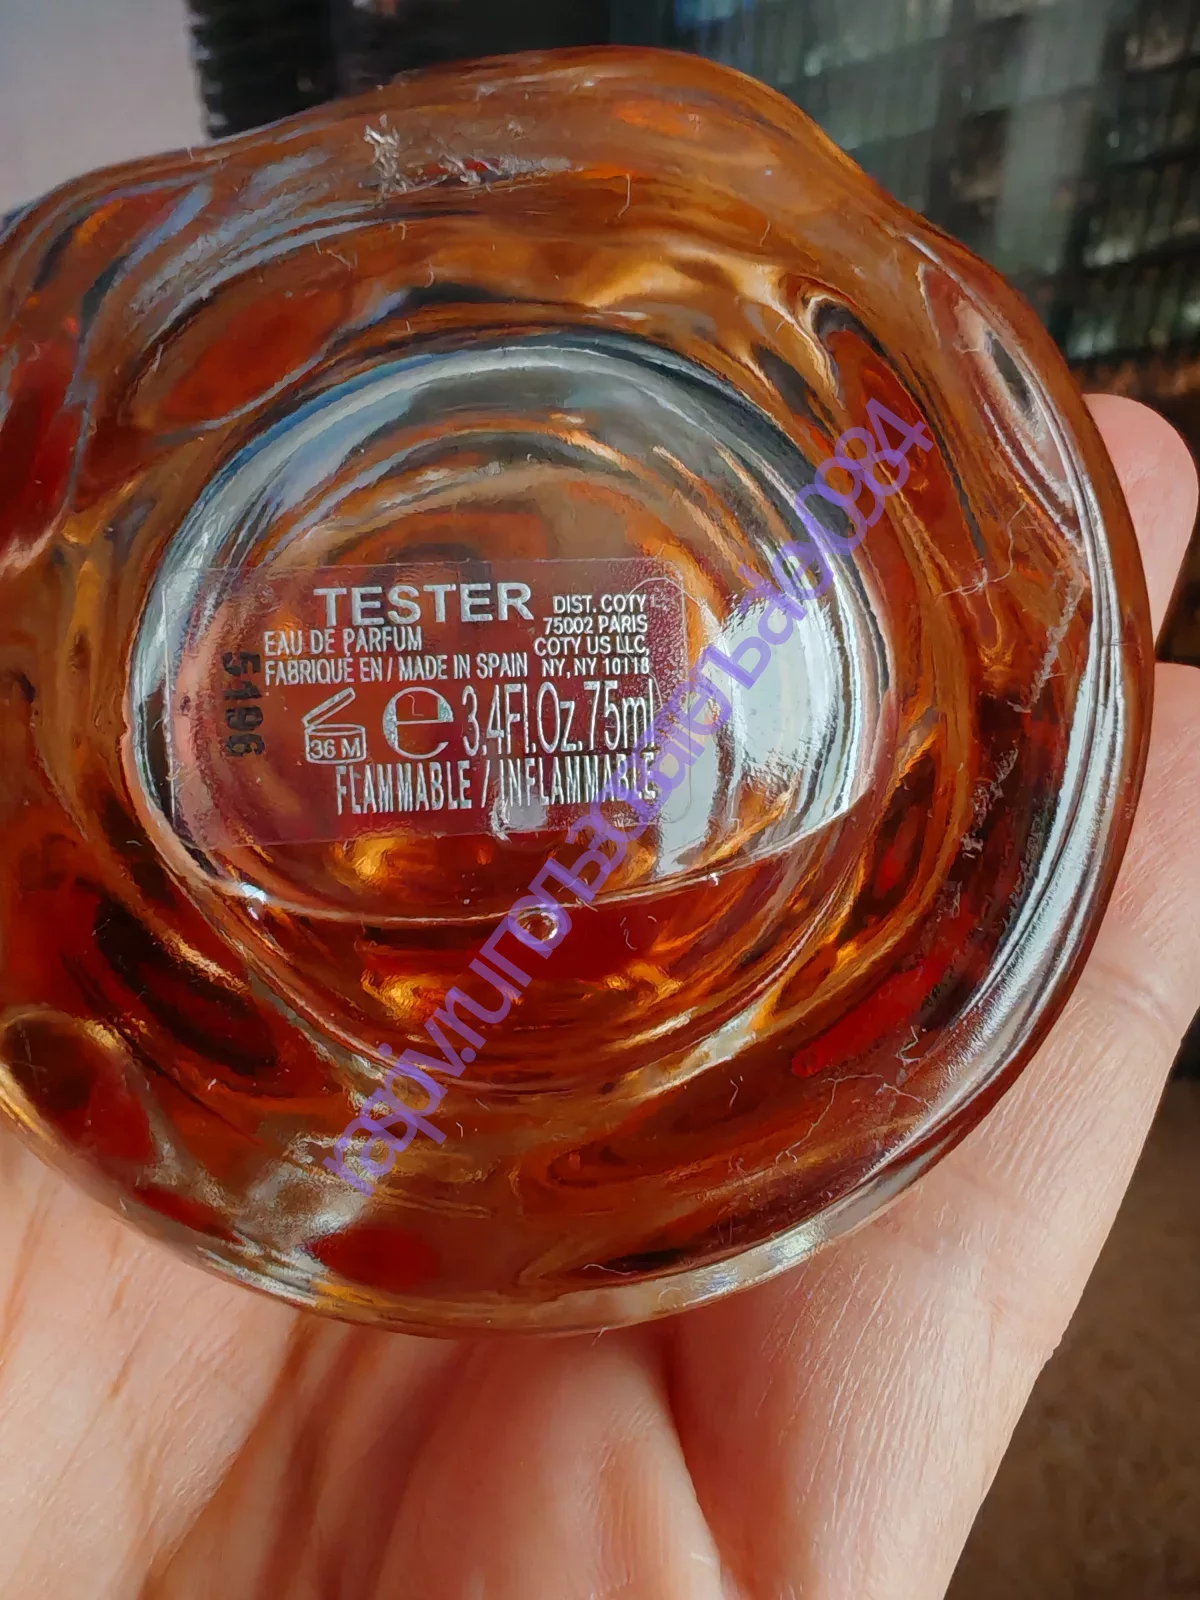 TESTER
EAU DE PARFUM
FABRIQUE EN / MADE IN SPAIN
DIST. COTY
75002 PARIS
COTY US LLC,
NY, NY 10118
36 M
e 3,4Fl.Oz.75ml
FLAMMABLE / INFLAMMABLE
5196